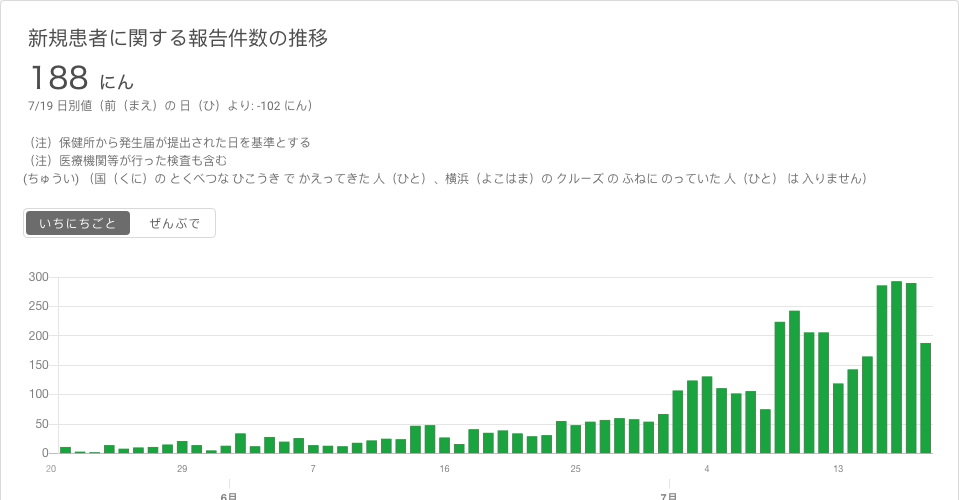 新規患者に関する報告件数の推移
188 にん
7/19 日別値（前（まえ）の 日（ひ）より: -102 にん）
（注）保健所から発生届が提出された日を基準とする
（注）医療機関等が行った検査も含む
(ちゅうい) （国（くに）の とくべつな ひこうき で かえってきた 人（ひと）、横浜（よこはま）の クルーズ の ふねに のっていた 人（ひと） は 入りません）
いちにちごと ぜんぶで
300
250
200
150
100
50
0
20 29 7 16 25 4 13
6月 7月